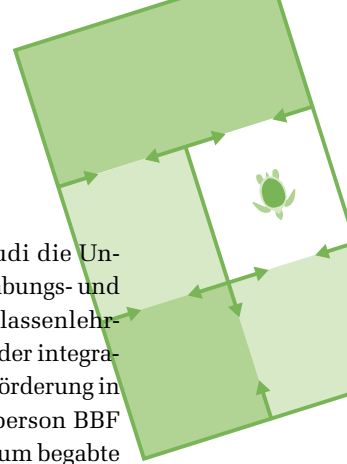 udi die Un-
bungs- und
lassenlehr-
der integra-
örderung in
person BBF
um begabte